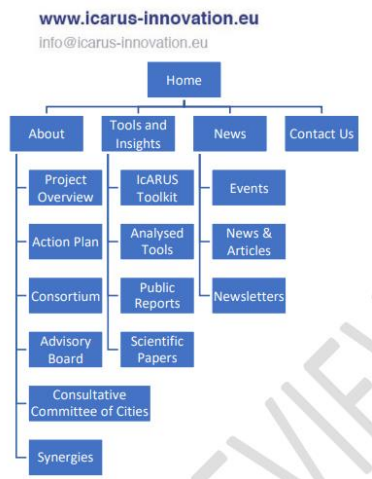 www.icarus-innovation.eu
info@icarus-innovation.eu
Home
About
Tools and
Insights
News
Contact Us
Project
Overview
Action Plan
Consortium
Advisory
Board
Consultative
Committee of Cities
Synergies
IcARUS
Toolkit
Analysed
Tools
Public
Reports
Scientific
Papers
Events
News &
Articles
Newsletters